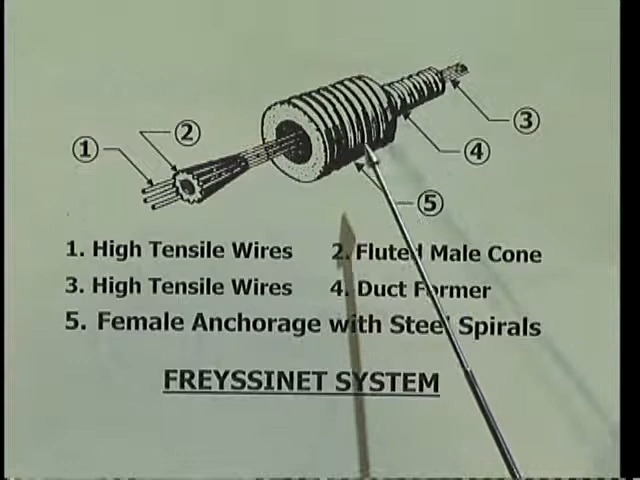 1 2 3 4 5
1. High Tensile Wires 2. Fluted Male Cone
3. High Tensile Wires 4. Duct Former
5. Female Anchorage with Steel Spirals
FREYSSINET SYSTEM